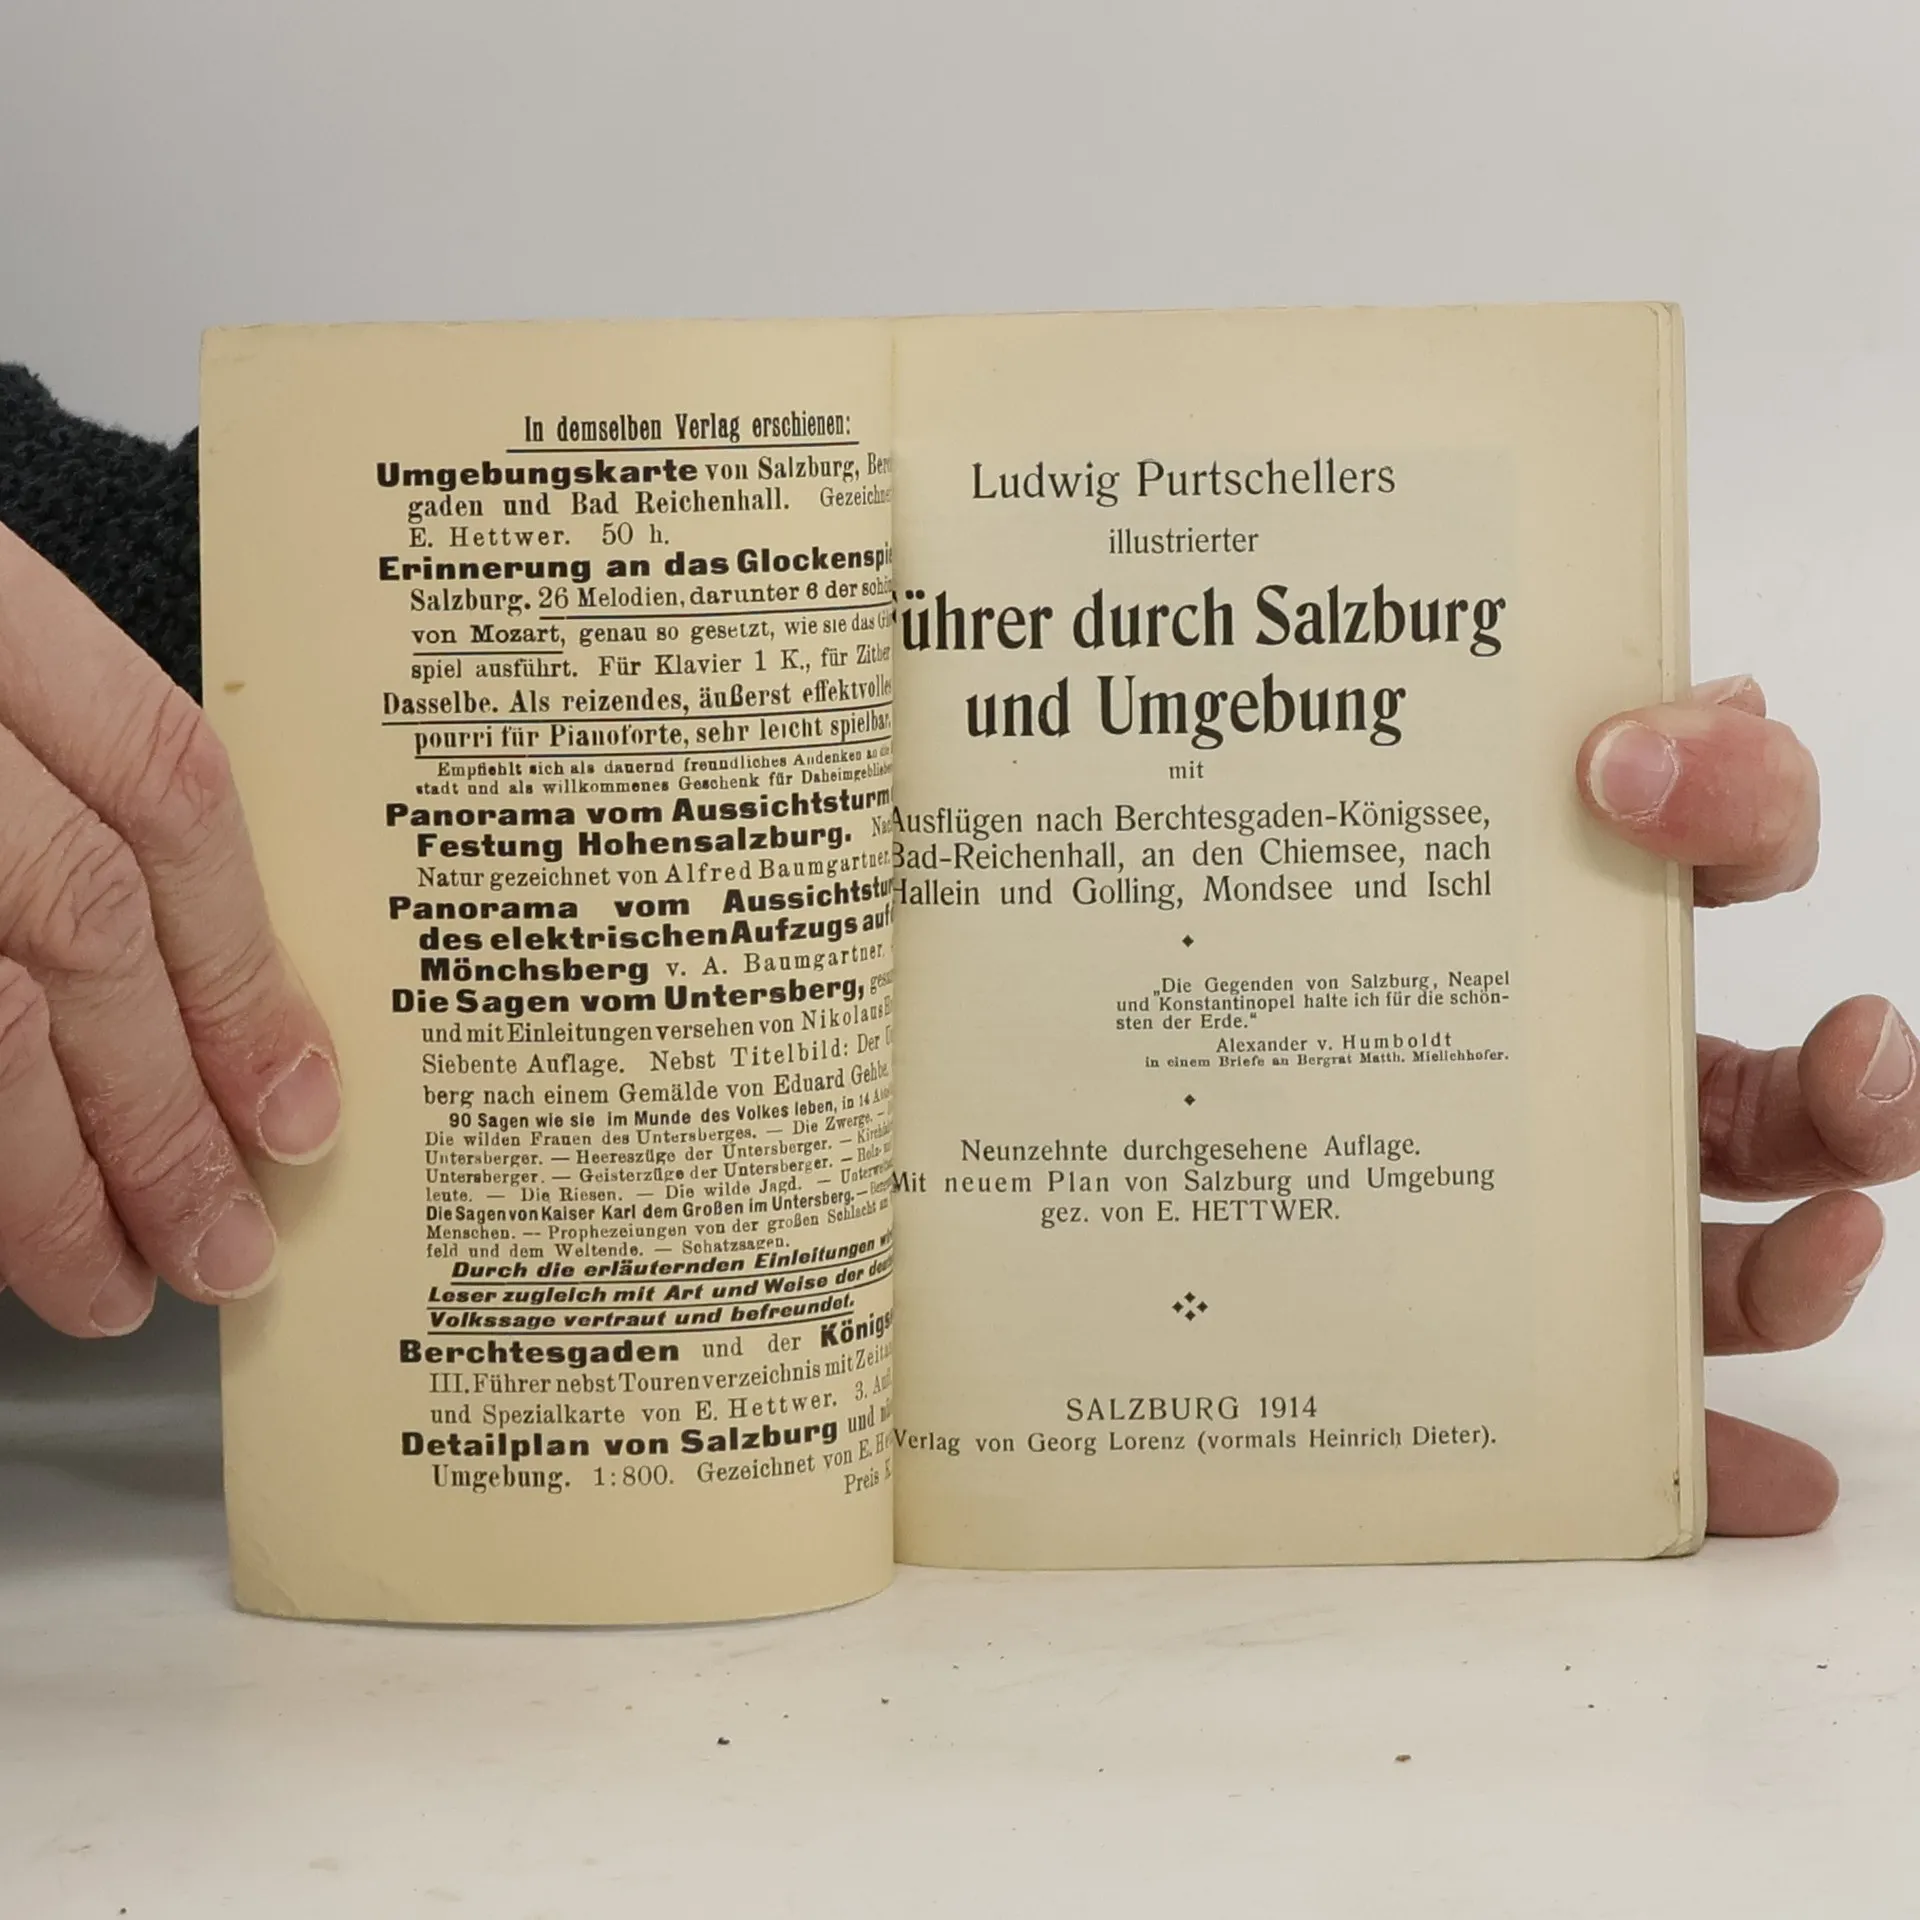 In demselben Verlag erschienen:
Umgebungskarte von Salzburg,
gaden und Bad Reichenhall.
E. Hettwer. 50 h.
Erinnerung an das
Salzburg. 26 Melodien, darunter 6 der
von Mozart, genau so gesetzt, wie sie das
spiel ausführt. Für Klavier 1 K., für
Dasselbe. Als reizendes, äußerst
pourri für Pianoforte, sehr leicht spielbar.
Empfiehlt sich als dauernd freundliches Andenken an die
stadt und als willkommenes Geschenk für
Panorama vom
Festung Hohensalzburg.
Natur gezeichnet von Alfred Baumgartner.
Panorama vom
des elektrischen Aufzugs auf
Mönchsberg v. A. Baumgartner.
Die Sagen vom Untersberg,
und mit Einleitungen versehen von Nikolaus
Siebente Auflage. Nebst Titelbild: Der
berg nach einem Gemälde von Eduard
90 Sagen wie sie im Munde des Volkes leben, in 14
Die wilden Frauen des Untersberges. — Die Zwerge. —
Untersberger. — Heereszüge der Untersberger. —
Untersberger. — Geisterzüge der Untersberger. —
leute. — Die Riesen. — Die wilde Jagd. —
Die Sagen von Kaiser Karl dem Großen im Untersberg. —
Menschen. — Prophezeiungen von der großen Schlacht
feld und dem Weltende. — Schatzsagen.
Durch die erläuternden Einleitungen
Leser zugleich mit Art und Weise der
Volkssage vertraut und befreundet.
Berchtesgaden und der
III. Führer nebst Tourenverzeichnis mit
und Spezialkarte von E. Hettwer. 3.
Detailplan von Salzburg und
Umgebung. 1:800. Gezeichnet von E.
Preis K
Ludwig Purtschellers
illustrierter
ührer durch Salzburg
und Umgebung
mit
Ausflügen nach Berchtesgaden-Königssee,
Bad-Reichenhall, an den Chiemsee, nach
Hallein und Golling, Mondsee und Ischl
„Die Gegenden von Salzburg, Neapel
und Konstantinopel halte ich für die schön-
sten der Erde.“
Alexander v. Humboldt
in einem Briefe an Bergrat Matth. Mielichhofer.
Neunzehnte durchgesehene Auflage.
Mit neuem Plan von Salzburg und Umgebung
gez. von E. HETTWER.
SALZBURG 1914
Verlag von Georg Lorenz (vormals Heinrich Dieter).